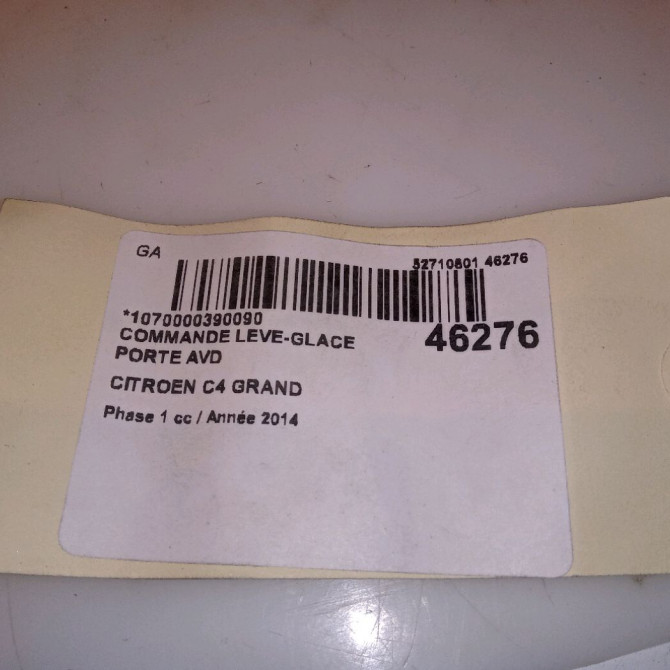 GA
52710801 46276
*1070000390090
46276
COMMANDE LEVE-GLACE
PORTE AVD
CITROEN C4 GRAND
Phase 1 cc / Année 2014